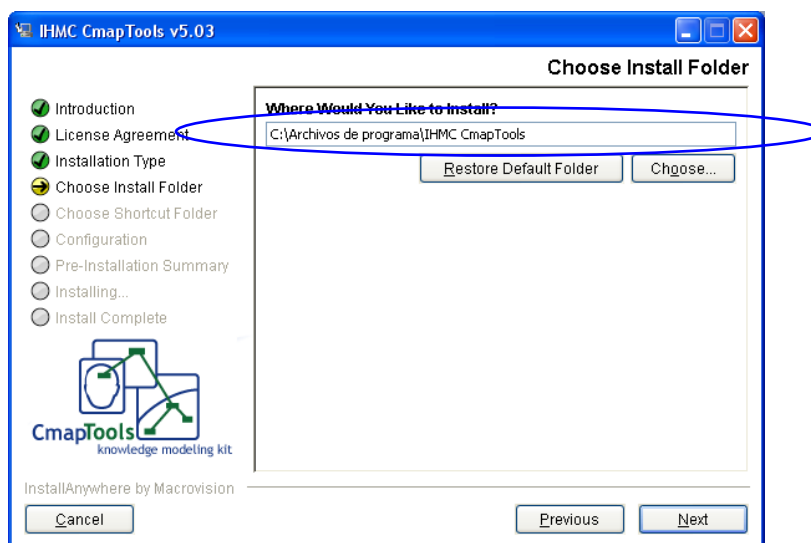 IHMC CmapTools v5.03
Choose Install Folder
Introduction
License Agreement
Installation Type
Choose Install Folder
Choose Shortcut Folder
Configuration
Pre-Installation Summary
Installing...
Install Complete
Where Would You Like to Install?
C:\Archivos de programa\IHMC CmapTools
Restore Default Folder
Choose...
CmapTools
knowledge modeling kit
InstallAnywhere by Macrovision
Cancel
Previous
Next